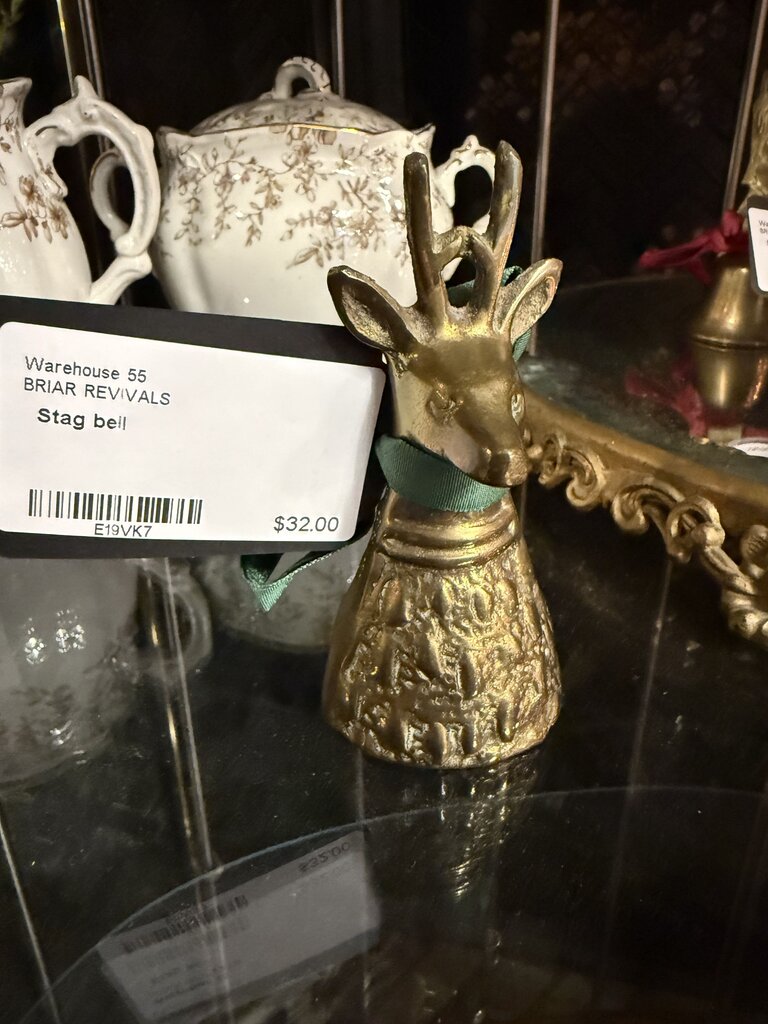 Warehouse 55
BRIAR REVIVALS
Stag bell
E19VK7
$32.00